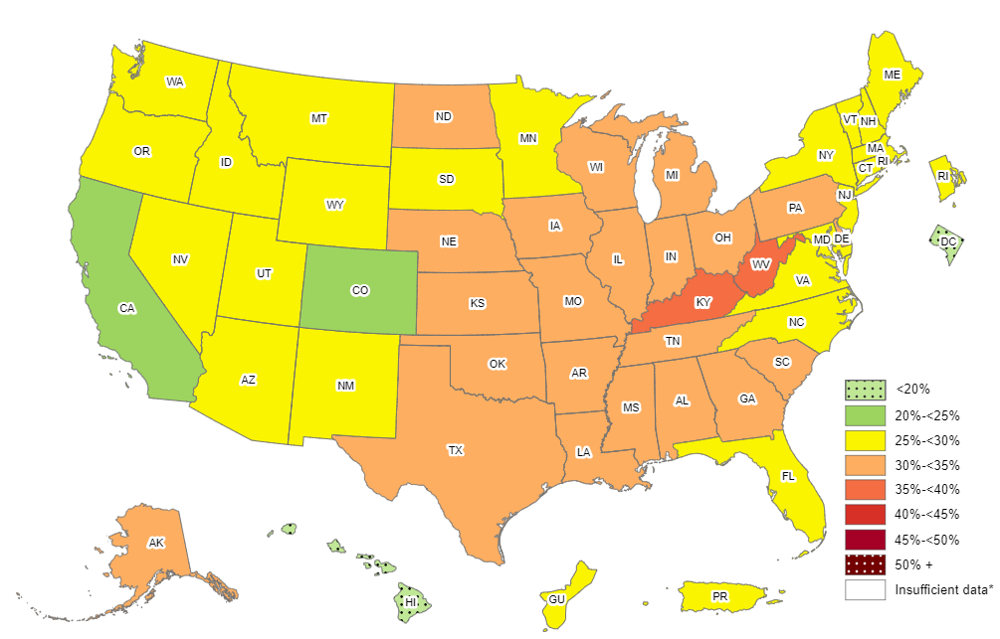 WA
MT
ND
MN
ME
OR
ID
WY
SD
WI
MI
NY
VT
NH
MA
CT
RI
RI
NV
UT
CO
NE
IA
IL
IN
OH
PA
NJ
MD
DE
DC
CA
KS
MO
KY
WV
VA
AZ
NM
OK
AR
TN
NC
SC
TX
LA
MS
AL
GA
FL
AK
HI
GU
PR
<20%
20%-<25%
25%-<30%
30%-<35%
35%-<40%
40%-<45%
45%-<50%
50% +
Insufficient data*